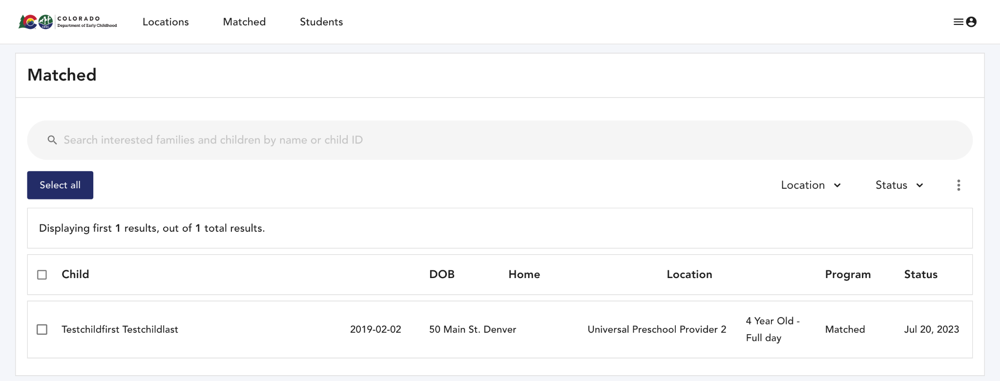 COLORADO
Department of Early Childhood
CDEC
Locations
Matched
Students
Matched
Search interested families and children by name or child ID
Select all
Location
Status
Displaying first 1 results, out of 1 total results.
Child
DOB
Home
Location
Program
Status
Testchildfirst Testchildlast
2019-02-02
50 Main St. Denver
Universal Preschool Provider 2
4 Year Old -
Full day
Matched
Jul 20, 2023